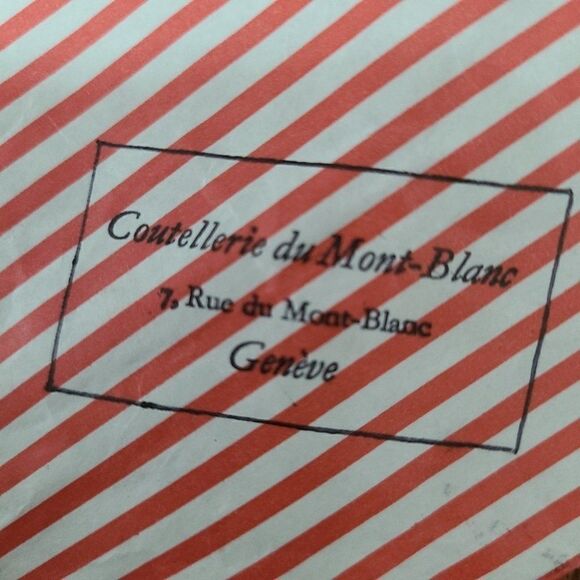 Coutellerie du Mont-Blanc
7, Rue du Mont-Blanc
Genève